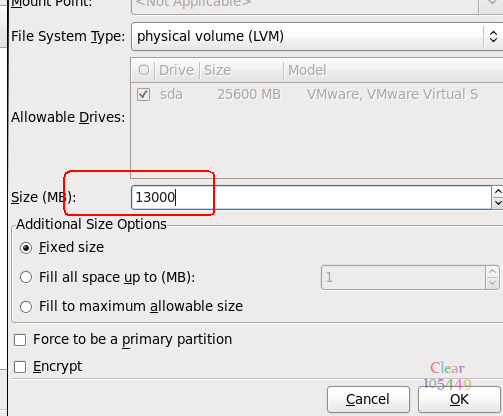 Mount Point:
<Not Applicable>
File System Type:
physical volume (LVM)
Drive Size Model
sda 25600 MB VMware, VMware Virtual S
Allowable Drives:
Size (MB):
13000
Additional Size Options
Fixed size
Fill all space up to (MB):
1
Fill to maximum allowable size
Force to be a primary partition
Encrypt
Clear
105449
Cancel
OK